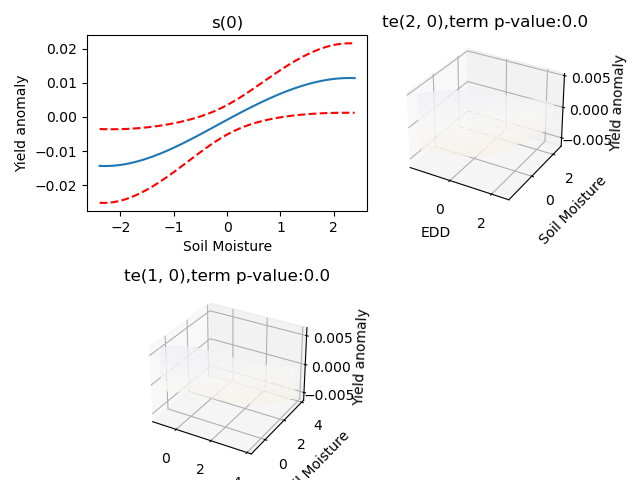 s(0)
Yield anomaly
0.02
0.01
0.00
−0.01
−0.02
−2
−1
0
1
2
Soil Moisture
te(2, 0),term p-value:0.0
Yield anomaly
0.005
0.000
−0.005
2
0
Soil Moisture
0
2
EDD
te(1, 0),term p-value:0.0
Yield anomaly
0.005
0.000
−0.005
4
2
0
Moisture
0
2